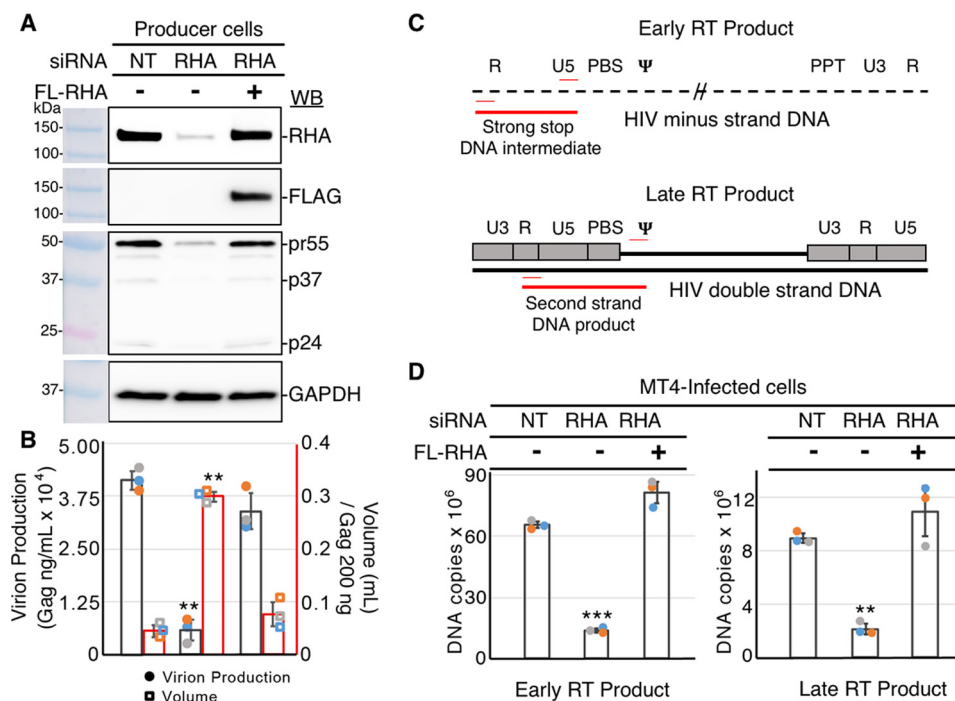 A
Producer cells
siRNA NT RHA RHA
FL-RHA - - + WB
kDa
150-
100-
-RHA
150-
100-
-FLAG
50-
37-
25-
-pr55
-p37
-p24
37-
-GAPDH
B
Virion Production
(Gag ng/mL x 10⁴)
5.00
3.75
2.50
1.25
0
**
**
0.4
0.3
0.2
0.1
0
Volume (mL)
/ Gag 200 ng
Virion Production
Volume
C
Early RT Product
R U5 PBS Ψ PPT U3 R
//
Strong stop
DNA intermediate
HIV minus strand DNA
Late RT Product
U3 R U5 PBS Ψ U3 R U5
Second strand
DNA product
HIV double strand DNA
D
MT4-Infected cells
siRNA NT RHA RHA NT RHA RHA
FL-RHA - - + - - +
DNA copies x 10⁶
90
60
30
0
***
Early RT Product
DNA copies x 10⁶
12
8
4
0
**
Late RT Product